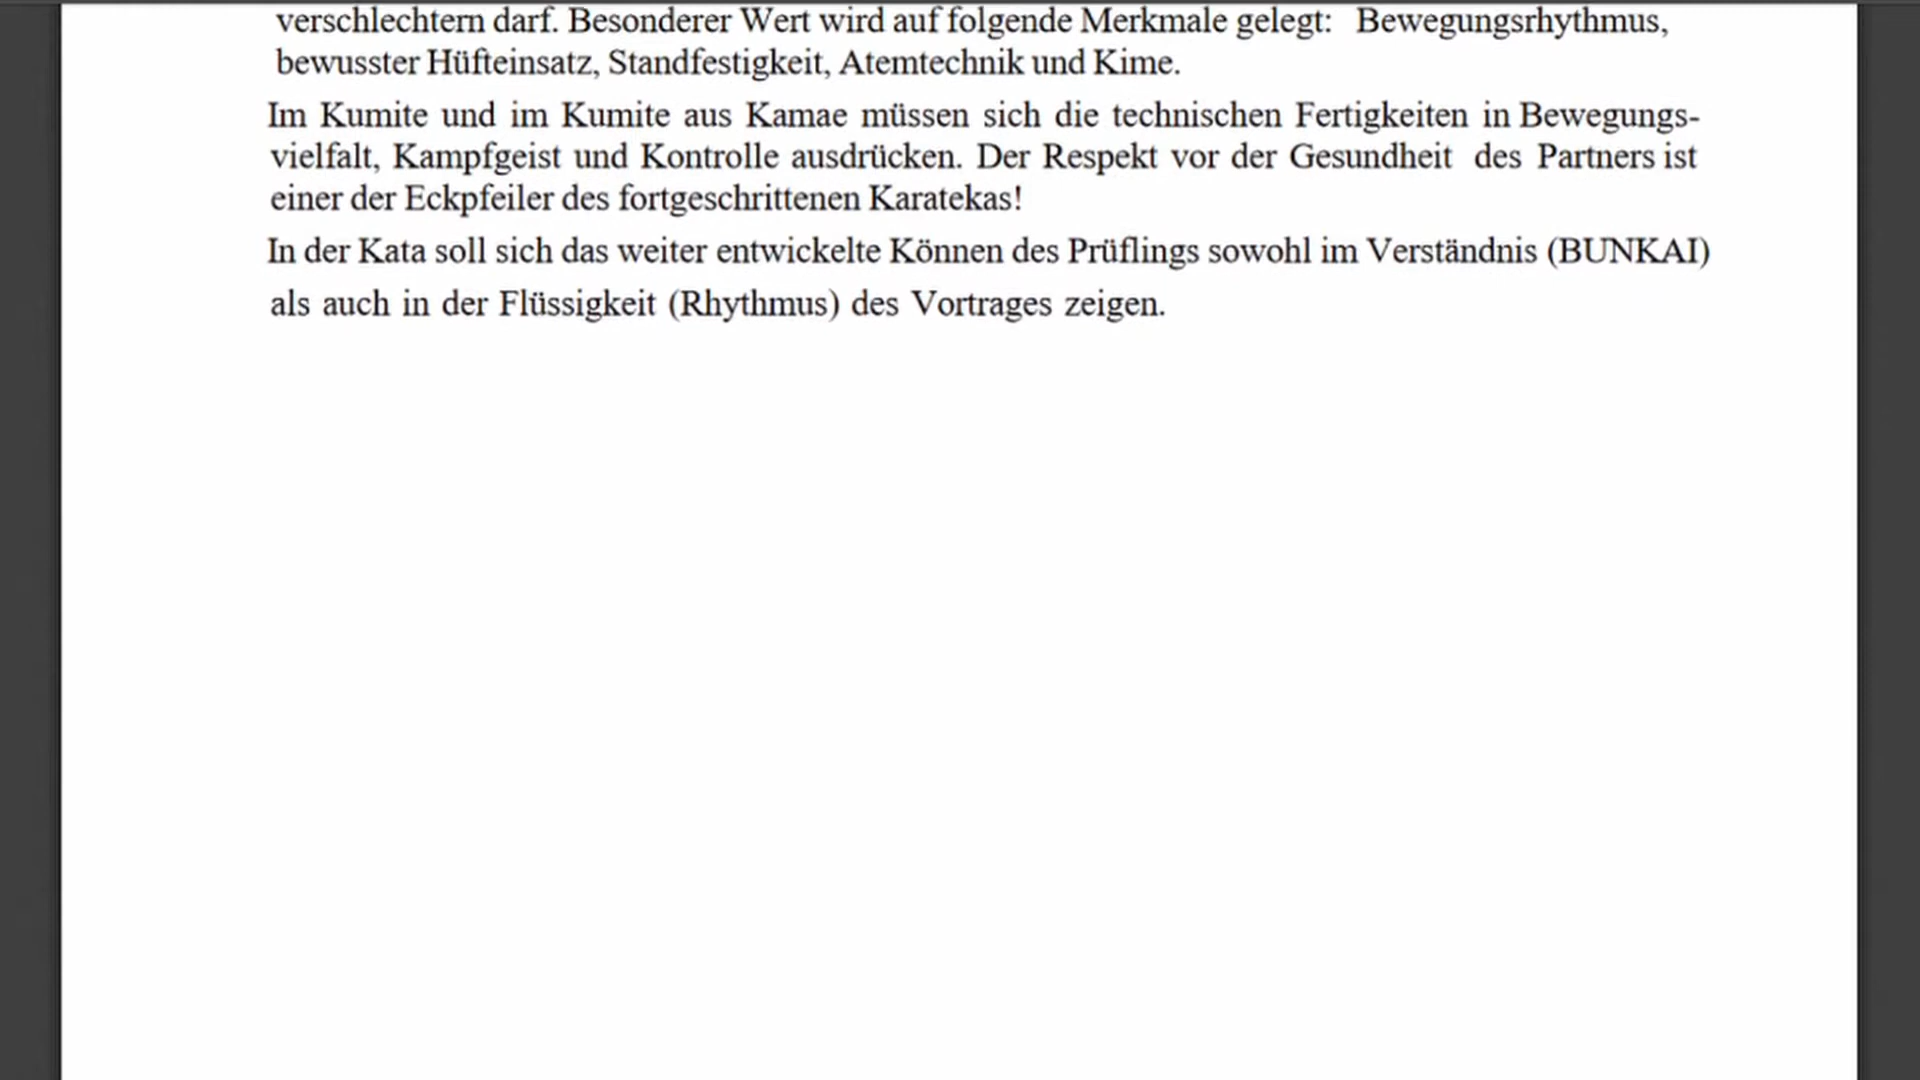 verschlechtern darf. Besonderer Wert wird auf folgende Merkmale gelegt: Bewegungsrhythmus,
bewusster Hüfteinsatz, Standfestigkeit, Atemtechnik und Kime.
Im Kumite und im Kumite aus Kamae müssen sich die technischen Fertigkeiten in Bewegungs-
vielfalt, Kampfgeist und Kontrolle ausdrücken. Der Respekt vor der Gesundheit des Partners ist
einer der Eckpfeiler des fortgeschrittenen Karatekas!
In der Kata soll sich das weiter entwickelte Können des Prüflings sowohl im Verständnis (BUNKAI)
als auch in der Flüssigkeit (Rhythmus) des Vortrages zeigen.